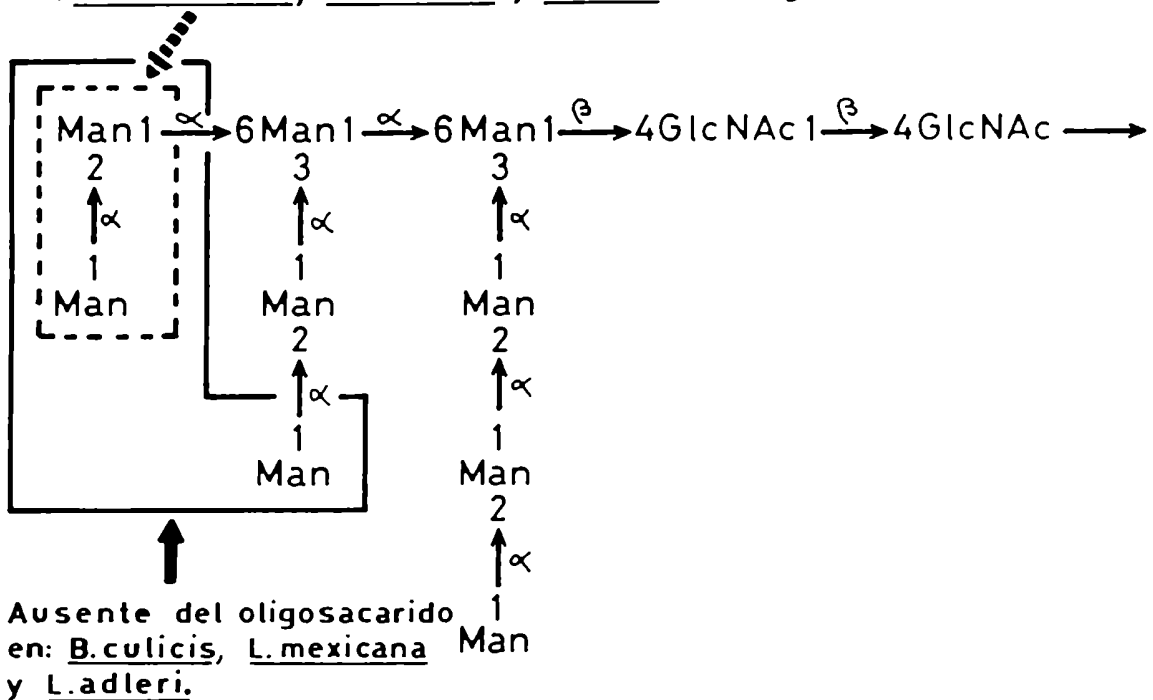 Man1 α 6Man1 α 6Man1 β 4GlcNAc1 β 4GlcNAc
2 3 3
α α α
1 1 1
Man Man Man
2 2
α α
1 1
Man Man
2
α
1
Man
Ausente del oligosacarido
en: B.culicis, L.mexicana
y L.adleri.